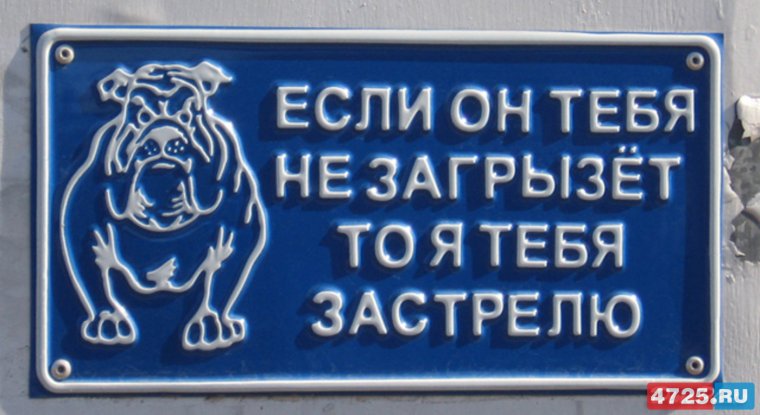 ЕСЛИ ОН ТЕБЯ
НЕ ЗАГРЫЗЁТ
ТО Я ТЕБЯ
ЗАСТРЕЛЮ
4725.RU